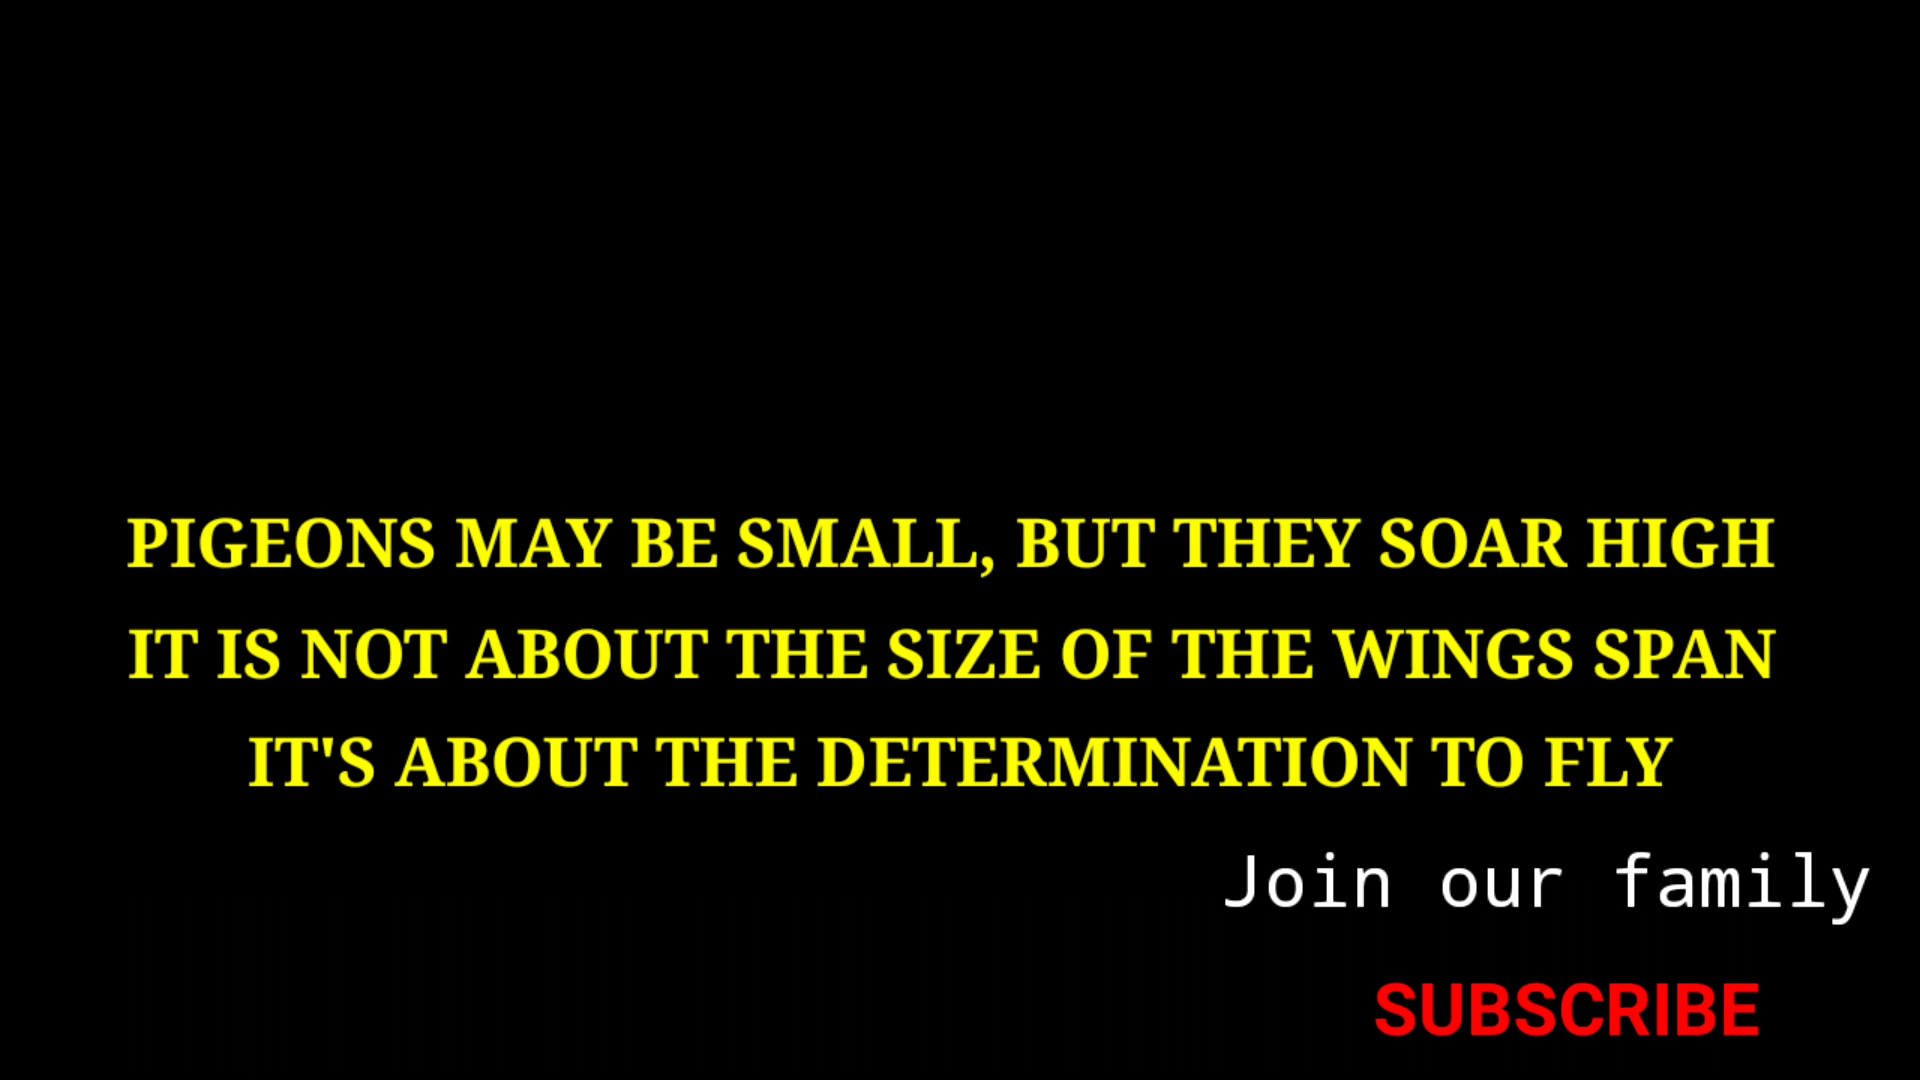 PIGEONS MAY BE SMALL, BUT THEY SOAR HIGH
IT IS NOT ABOUT THE SIZE OF THE WINGS SPAN
IT'S ABOUT THE DETERMINATION TO FLY
Join our family
SUBSCRIBE